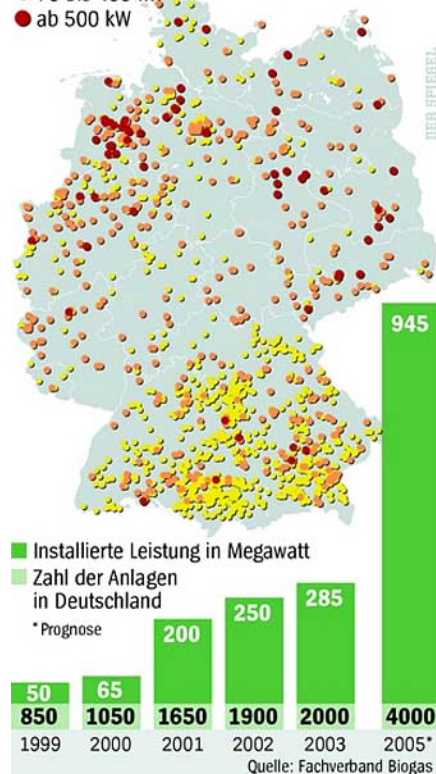 ab 500 kW
DER SPIEGEL
945
Installierte Leistung in Megawatt
Zahl der Anlagen
in Deutschland
* Prognose
50 65 200 250 285
850 1050 1650 1900 2000 4000
1999 2000 2001 2002 2003 2005*
Quelle: Fachverband Biogas